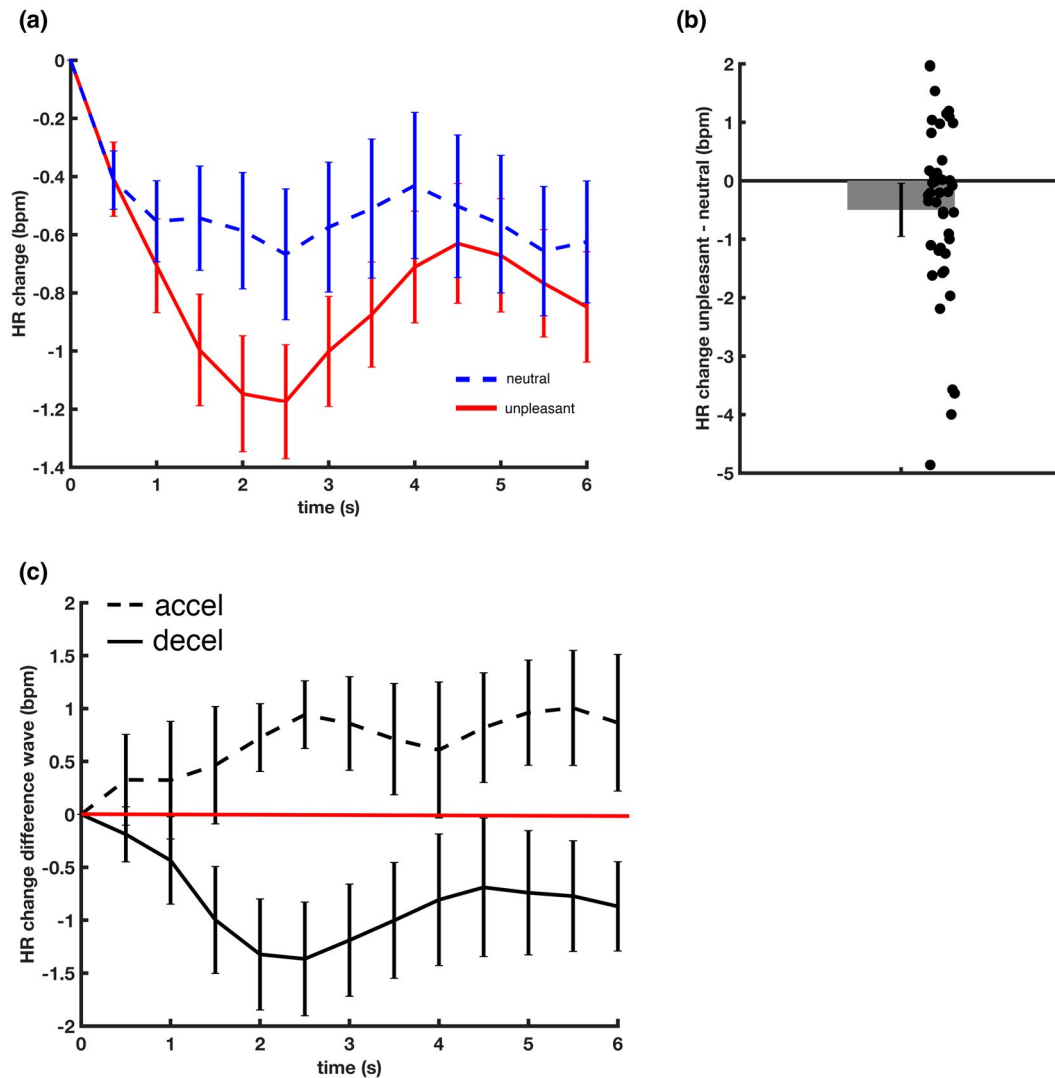 (a)
0
-0.2
-0.4
-0.6
-0.8
-1
-1.2
-1.4
HR change (bpm)
neutral
unpleasant
0 1 2 3 4 5 6
time (s)
(b)
2
1
0
-1
-2
-3
-4
-5
HR change unpleasant - neutral (bpm)
(c)
accel
decel
2
1.5
1
0.5
0
-0.5
-1
-1.5
-2
HR change difference wave (bpm)
0 1 2 3 4 5 6
time (s)